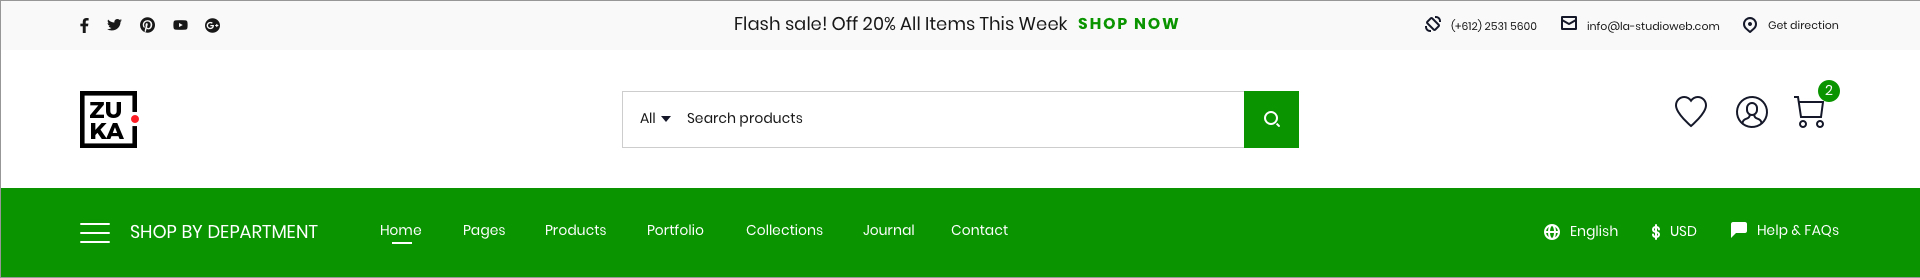 Flash sale! Off 20% All Items This Week SHOP NOW
(+612) 2531 5600
info@la-studioweb.com
Get direction
ZU
KA
All
Search products
2
SHOP BY DEPARTMENT
Home
Pages
Products
Portfolio
Collections
Journal
Contact
English
$ USD
Help & FAQs